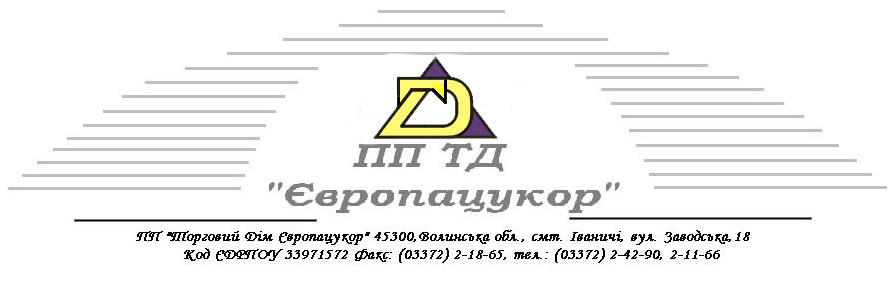 ПП ТД
"Європацукор"
ПП "Торговий Дім Європацукор" 45300,Волинська обл., смт. Іваничі, вул. Заводська,18
Код ЄДРПОУ 33971572 Факс: (03372) 2-18-65, тел.: (03372) 2-42-90, 2-11-66